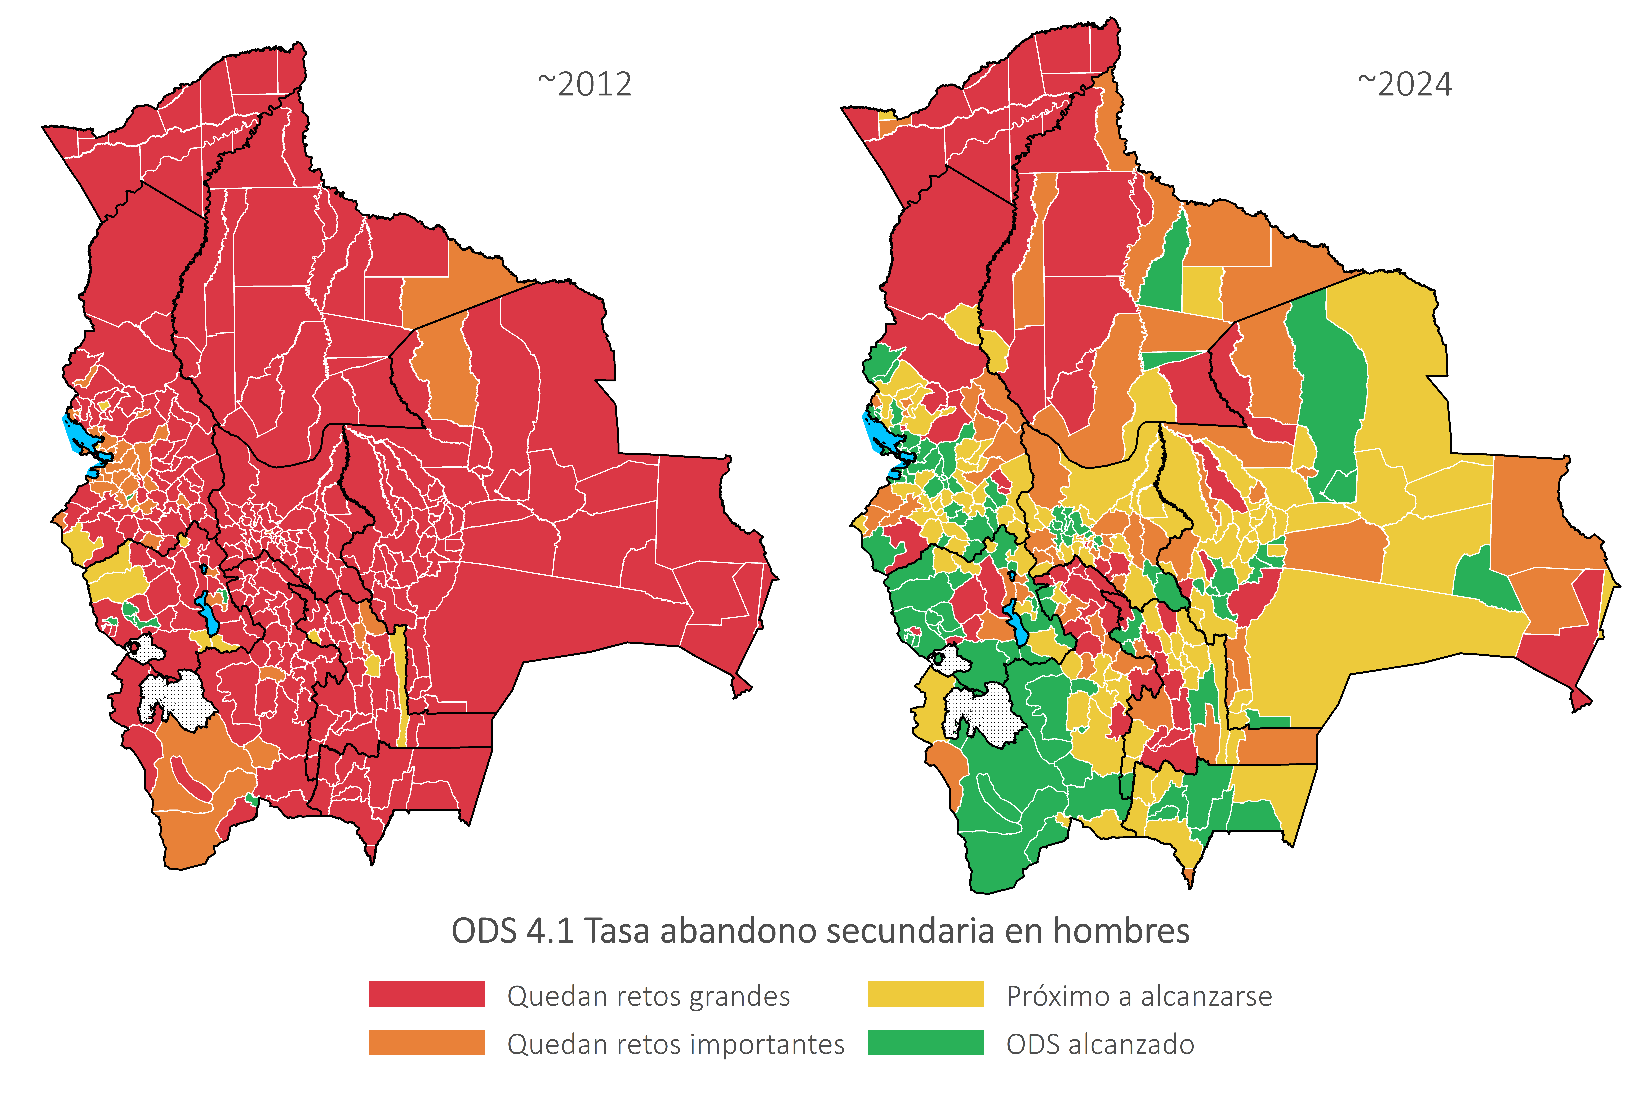 ~2012
~2024
ODS 4.1 Tasa abandono secundaria en hombres
Quedan retos grandes
Próximo a alcanzarse
Quedan retos importantes
ODS alcanzado